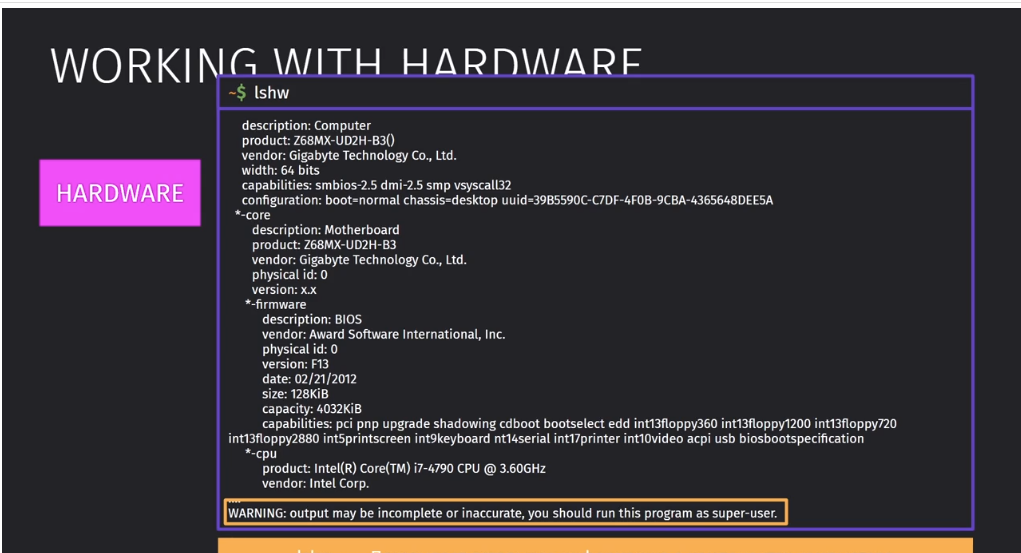 WORKING WITH HARDWARE
~$ lshw
HARDWARE
description: Computer
product: Z68MX-UD2H-B3()
vendor: Gigabyte Technology Co., Ltd.
width: 64 bits
capabilities: smbios-2.5 dmi-2.5 smp vsyscall32
configuration: boot=normal chassis=desktop uuid=39B5590C-C7DF-4F0B-9CBA-4365648DEE5A
*-core
description: Motherboard
product: Z68MX-UD2H-B3
vendor: Gigabyte Technology Co., Ltd.
physical id: 0
version: x.x
*-firmware
description: BIOS
vendor: Award Software International, Inc.
physical id: 0
version: F13
date: 02/21/2012
size: 128KiB
capacity: 4032KiB
capabilities: pci pnp upgrade shadowing cdboot bootselect edd int13floppy360 int13floppy1200 int13floppy720
int13floppy2880 int5printscreen int9keyboard nt14serial int17printer int10video acpi usb biosbootspecification
*-cpu
product: Intel(R) Core(TM) i7-4790 CPU @ 3.60GHz
vendor: Intel Corp.
....
WARNING: output may be incomplete or inaccurate, you should run this program as super-user.